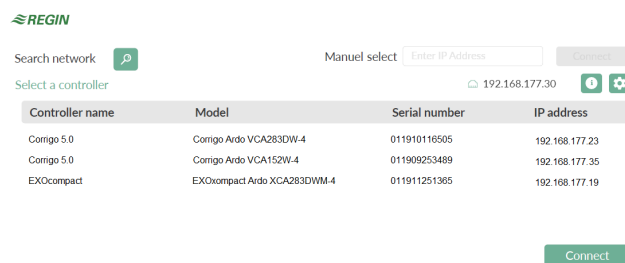 REGIN
Search network Manuel select Enter IP Address Connect
Select a controller 192.168.177.30
Controller name Model Serial number IP address
Corrigo 5.0 Corrigo Ardo VCA283DW-4 011910116505 192.168.177.23
Corrigo 5.0 Corrigo Ardo VCA152W-4 011909253489 192.168.177.35
EXOcompact EXOxompact Ardo XCA283DWM-4 011911251365 192.168.177.19
Connect